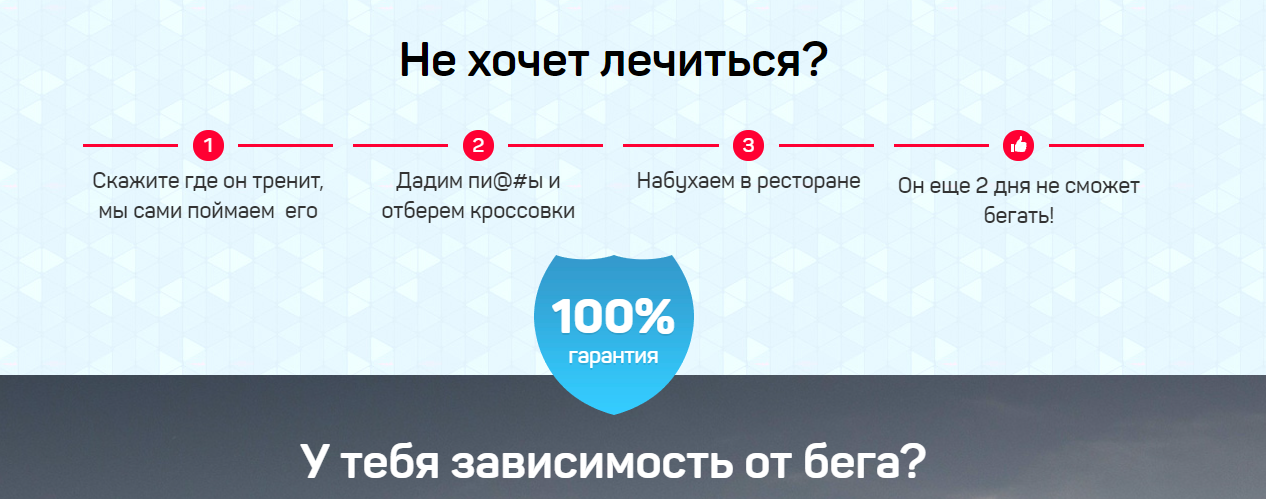 Не хочет лечиться?
1
2
3
Скажите где он тренит,
мы сами поймаем его
Дадим пи@#ы и
отберем кроссовки
Набухаем в ресторане
Он еще 2 дня не сможет
бегать!
100%
гарантия
У тебя зависимость от бега?